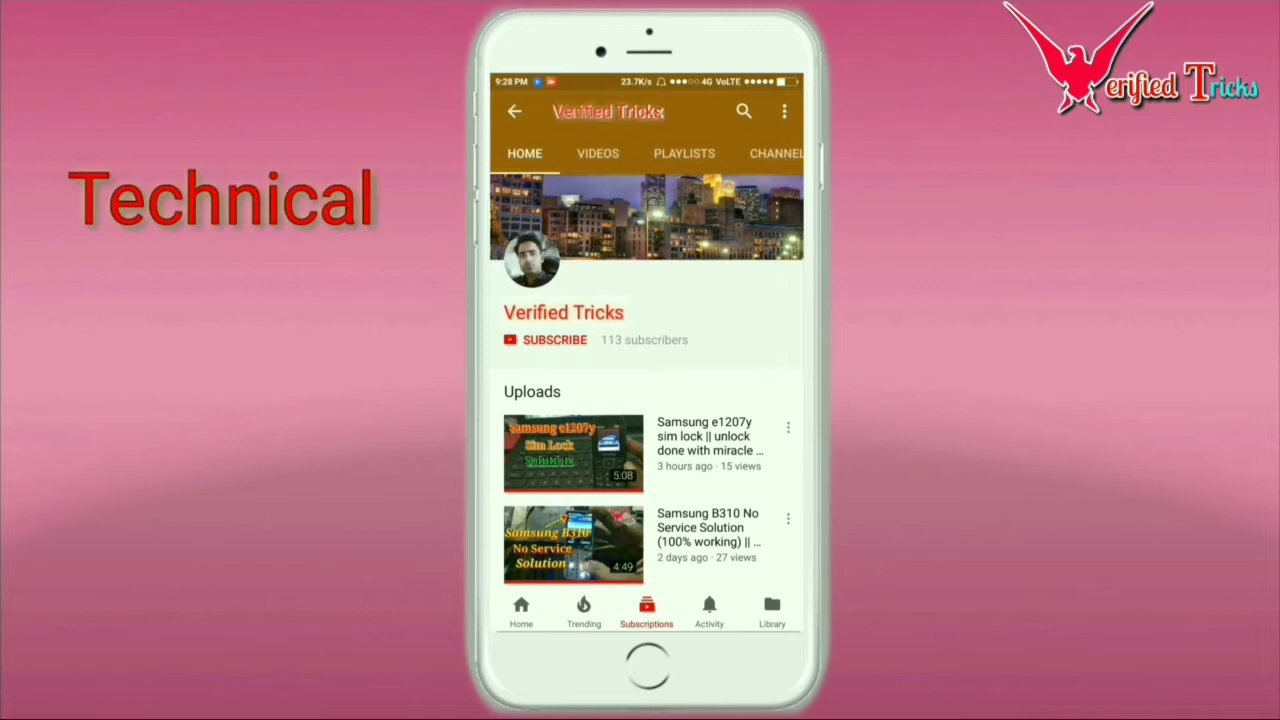 Verified Tricks
Technical
9:28 PM 23.7K/s 4G VoLTE
Verified Tricks
HOME VIDEOS PLAYLISTS CHANNEL
Verified Tricks
SUBSCRIBE 113 subscribers
Uploads
Samsung e1207y
Sim Lock
Solution
5:08
Samsung e1207y
sim lock || unlock
done with miracle ...
3 hours ago · 15 views
Samsung B310
No Service
Solution
4:49
Samsung B310 No
Service Solution
(100% working) || ...
2 days ago · 27 views
Home Trending Subscriptions Activity Library